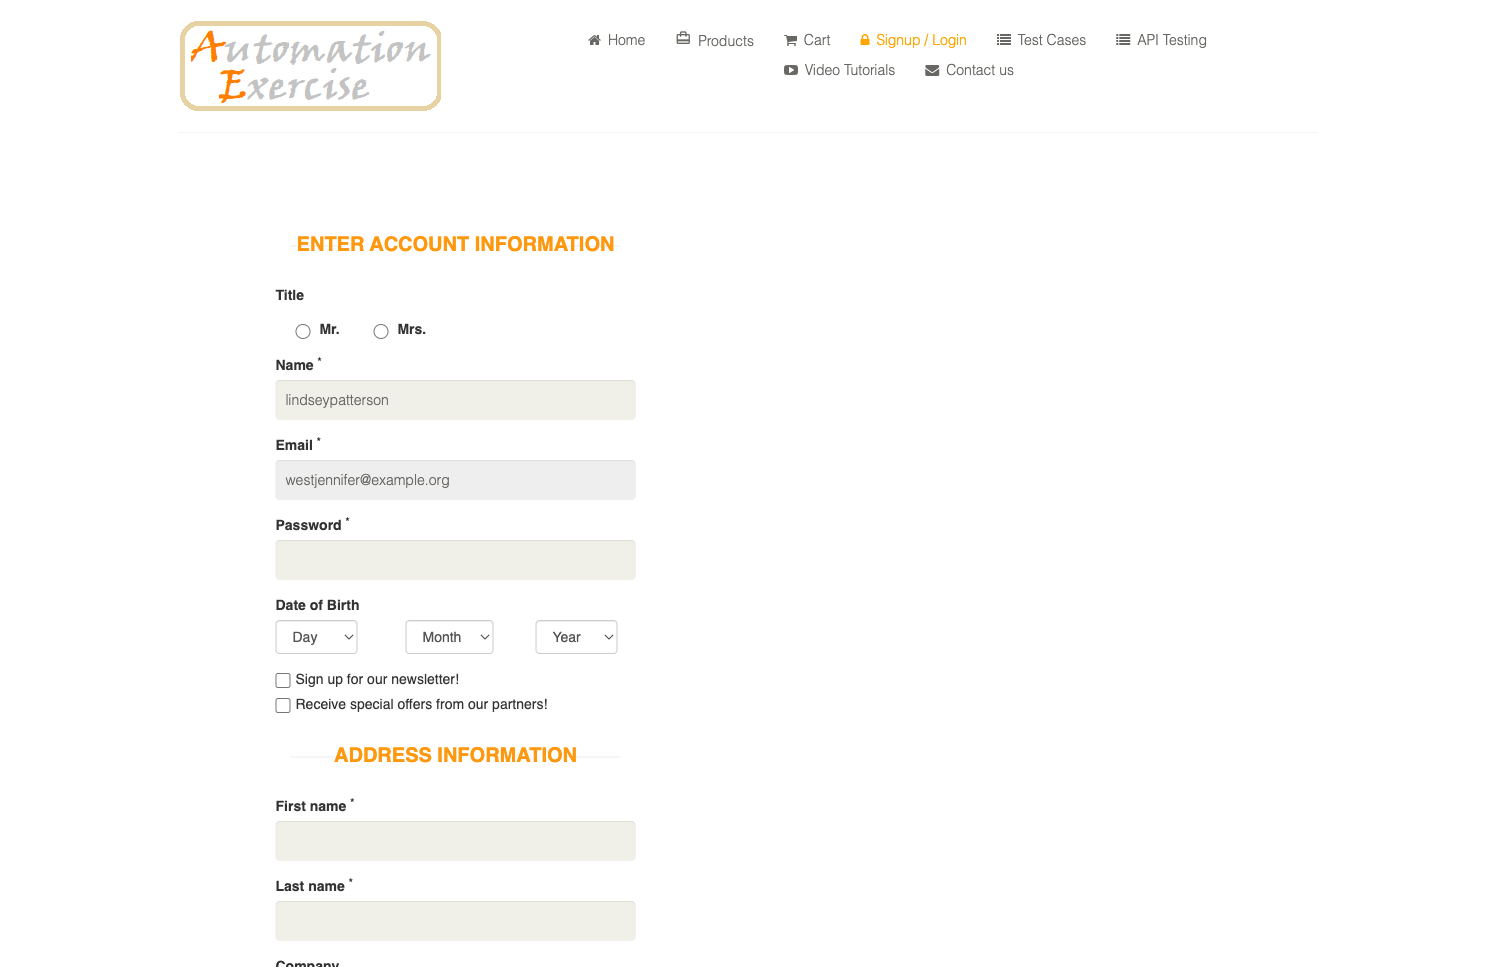 Automation
Exercise
Home Products Cart Signup / Login Test Cases API Testing
Video Tutorials Contact us
ENTER ACCOUNT INFORMATION
Title
Mr. Mrs.
Name *
lindseypatterson
Email *
westjennifer@example.org
Password *
Date of Birth
Day Month Year
Sign up for our newsletter!
Receive special offers from our partners!
ADDRESS INFORMATION
First name *
Last name *
Company